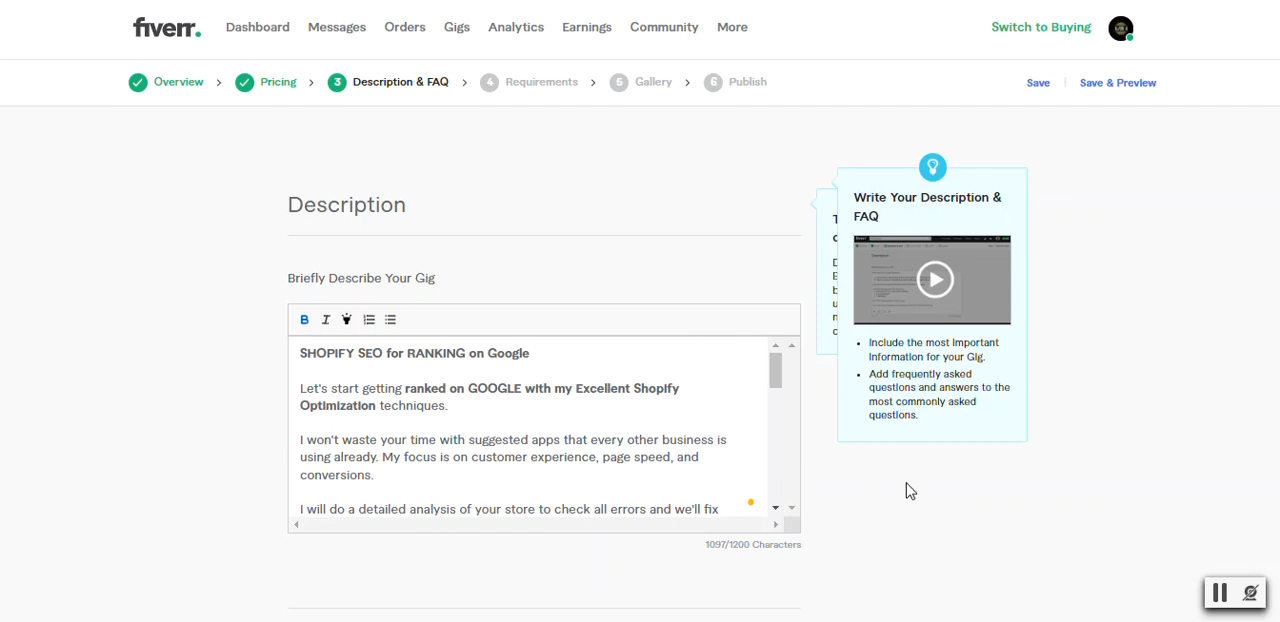 fiverr.
Dashboard
Messages
Orders
Gigs
Analytics
Earnings
Community
More
Switch to Buying
Overview
Pricing
3 Description & FAQ
4 Requirements
5 Gallery
6 Publish
Save
Save & Preview
Description
Briefly Describe Your Gig
B I
SHOPIFY SEO for RANKING on Google
Let's start getting ranked on GOOGLE with my Excellent Shopify
Optimization techniques.
I won't waste your time with suggested apps that every other business is
using already. My focus is on customer experience, page speed, and
conversions.
I will do a detailed analysis of your store to check all errors and we'll fix
1097/1200 Characters
Write Your Description &
FAQ
Include the most Important
Information for your Gig.
Add frequently asked
questions and answers to the
most commonly asked
questions.